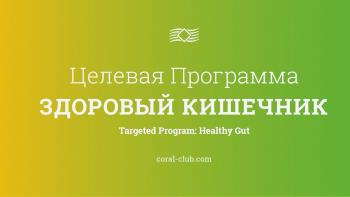 Целевая Программа
ЗДОРОВЫЙ КИШЕЧНИК
Targeted Program: Healthy Gut
coral-club.com